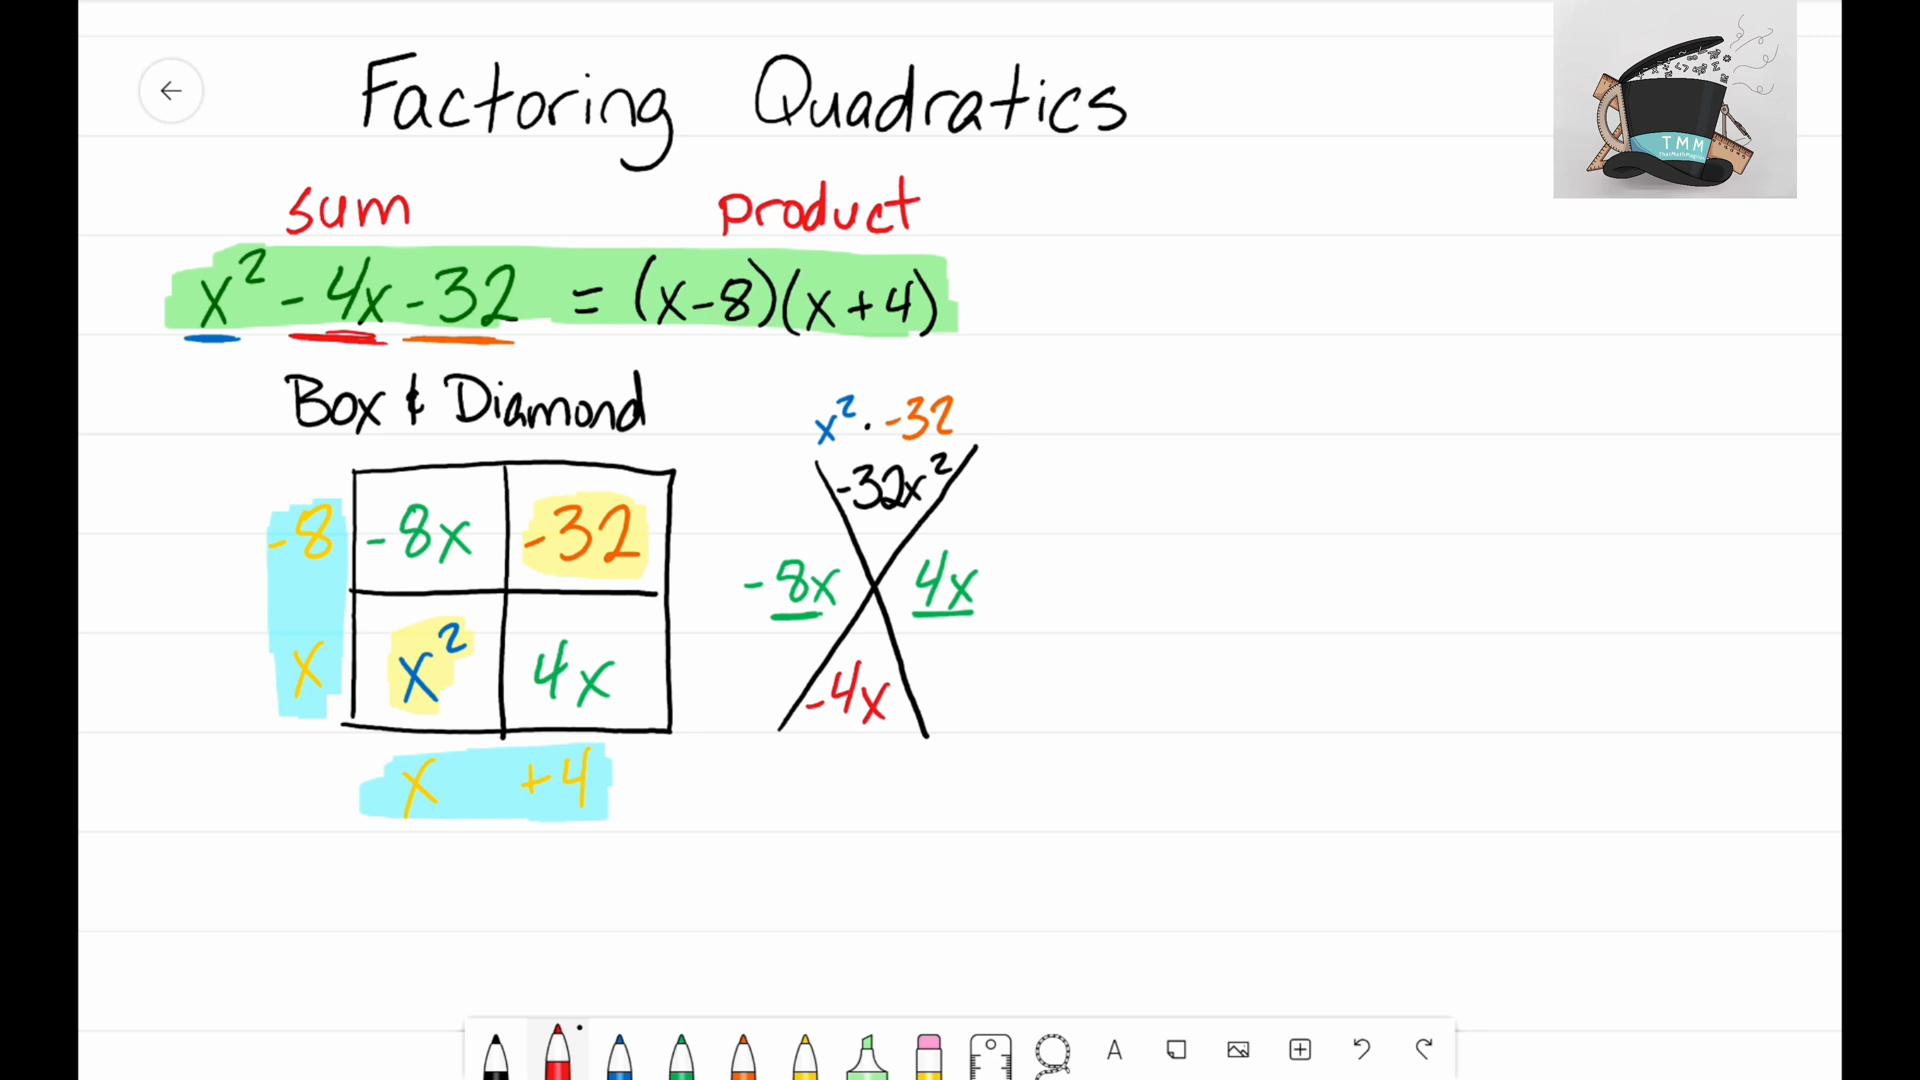 Factoring Quadratics
TMM
sum product
x² - 4x - 32 = (x-8)(x+4)
Box & Diamond
x² · -32
-32x²
-8 -8x -32
-8x 4x
x x² 4x
-4x
x +4
A